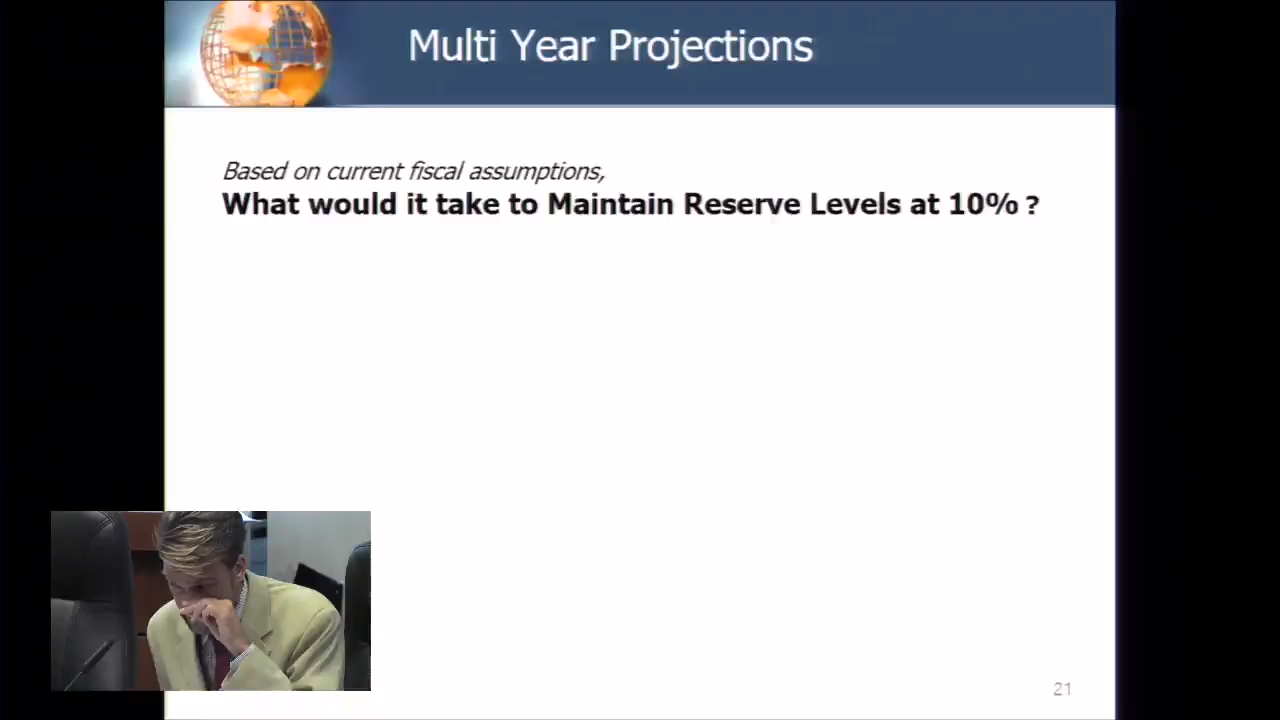 Multi Year Projections
Based on current fiscal assumptions,
What would it take to Maintain Reserve Levels at 10% ?
21